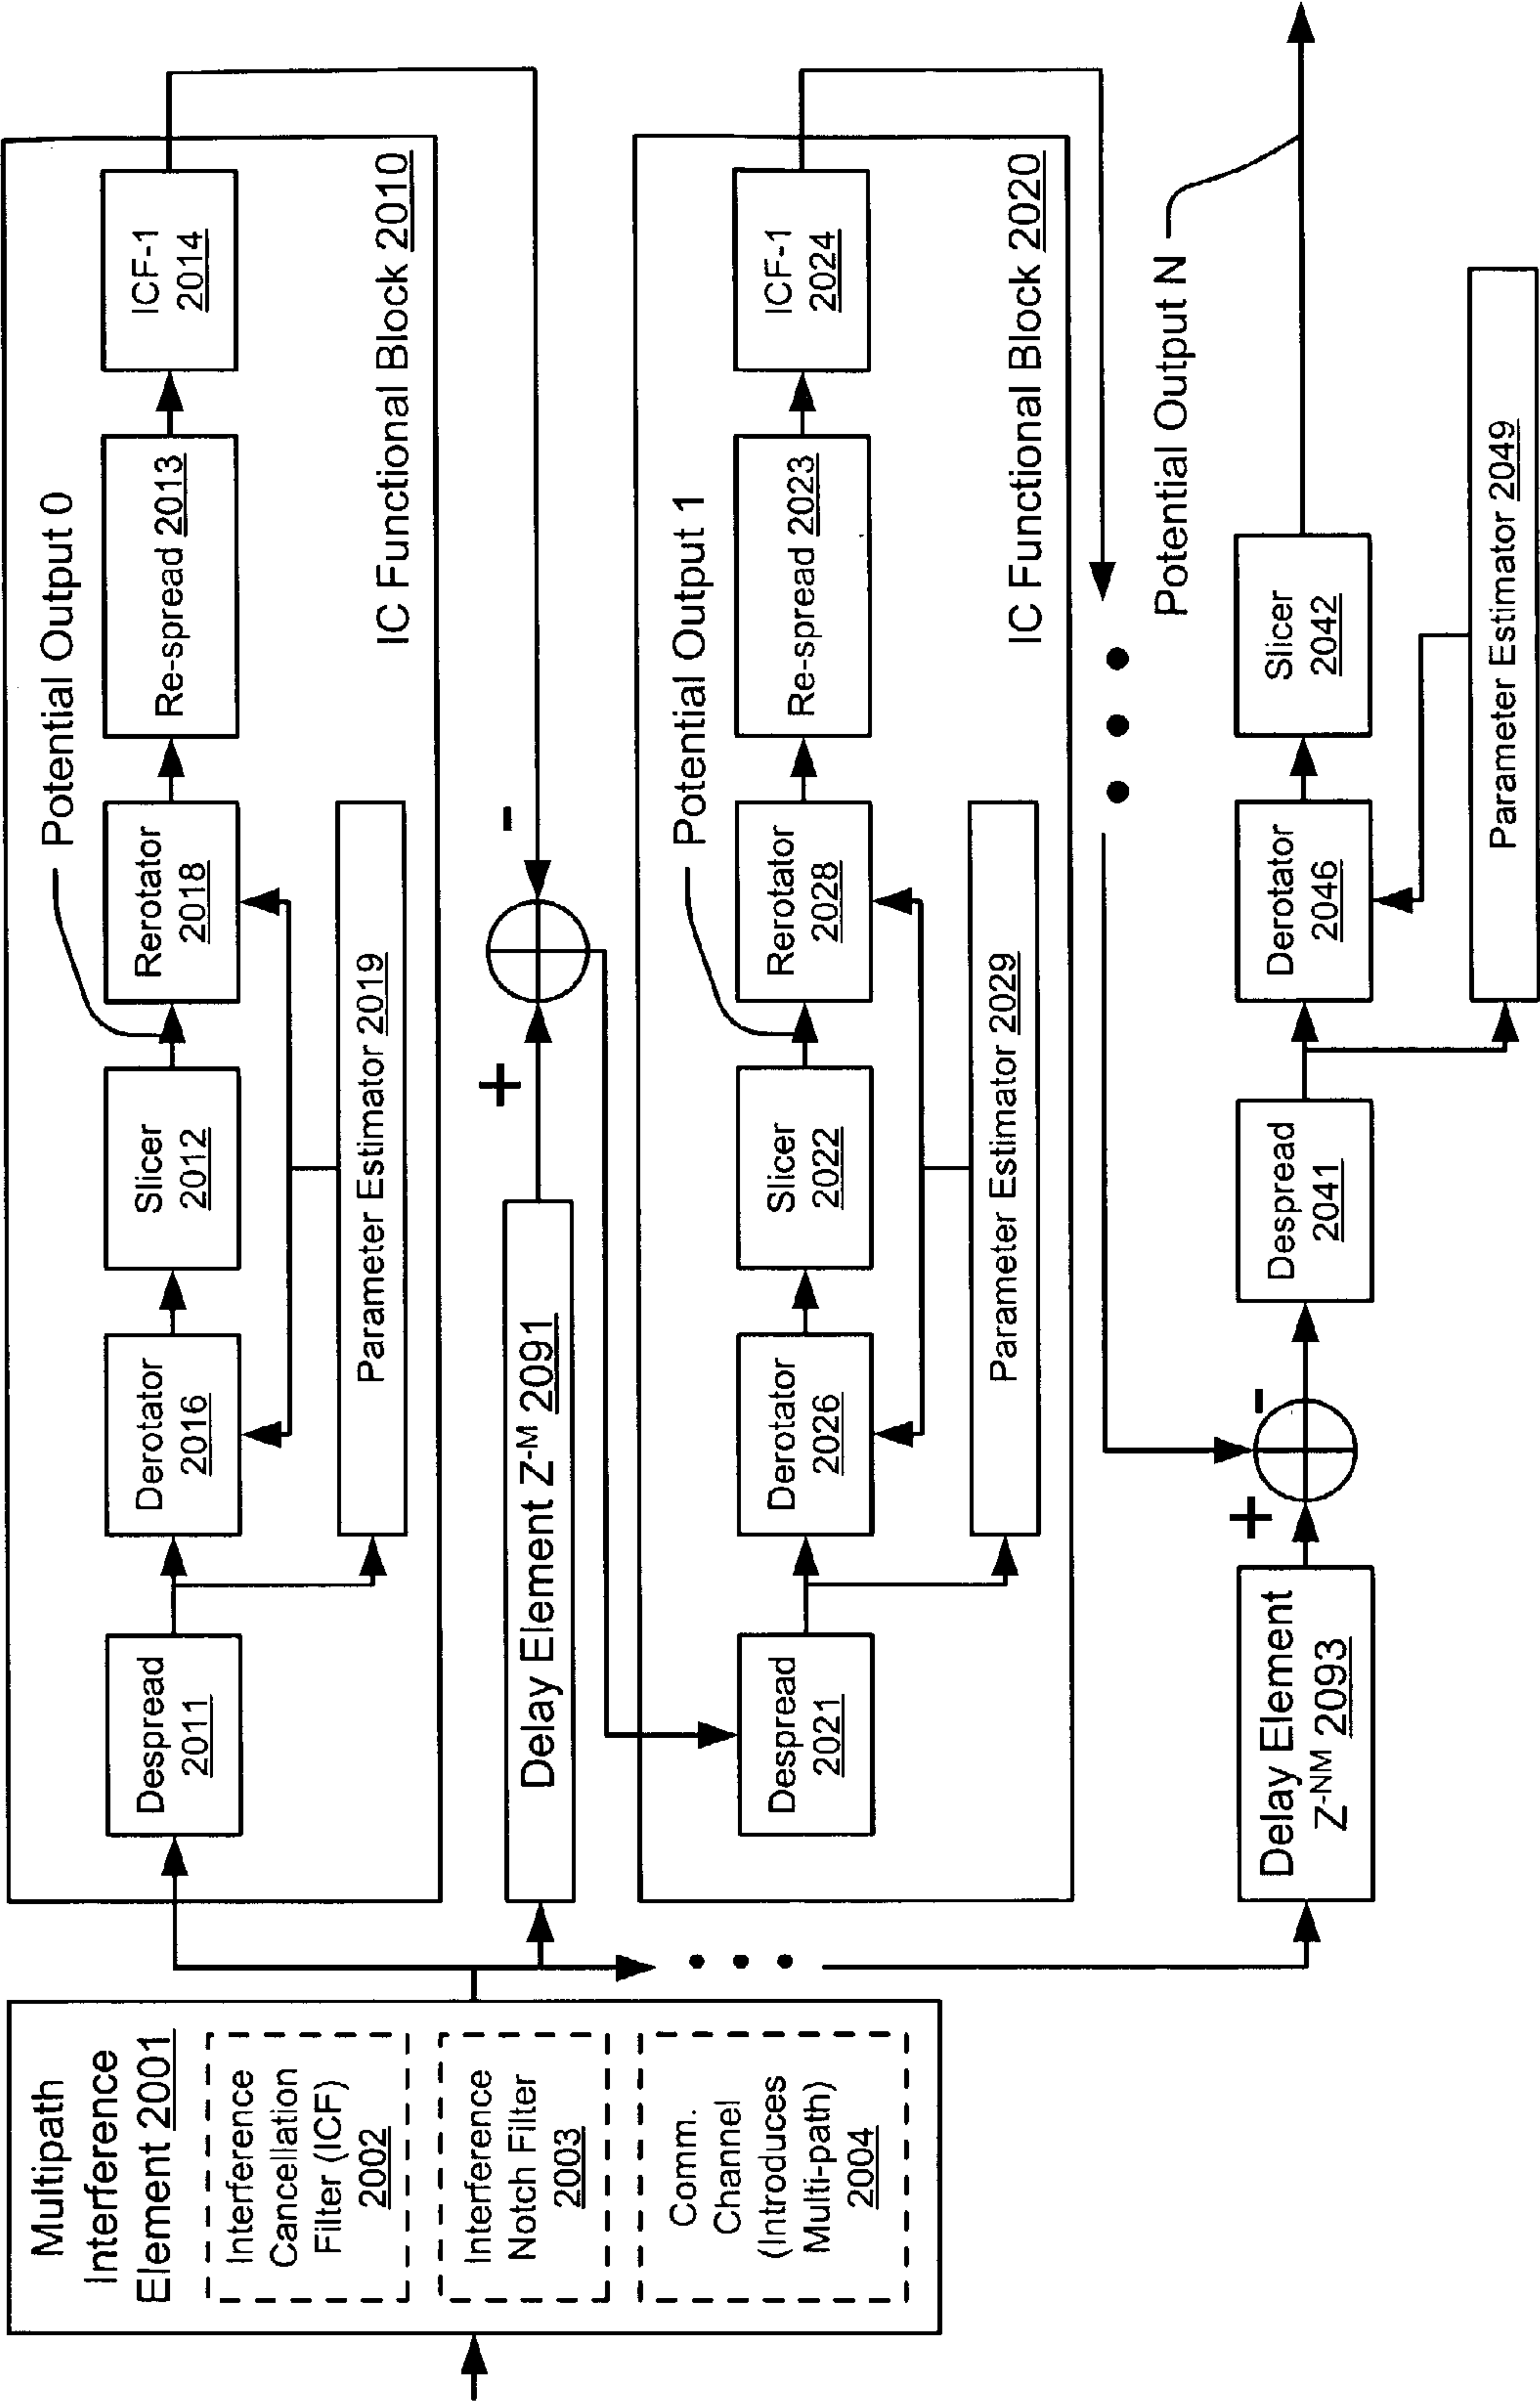 Multipath
Interference
Element 2001
Interference
Cancellation
Filter (ICF)
2002
Interference
Notch Filter
2003
Comm.
Channel
(Introduces
Multi-path)
2004
Potential Output 0
Despread
2011
Derotator
2016
Slicer
2012
Rerotator
2018
Re-spread 2013
ICF-1
2014
Parameter Estimator 2019
IC Functional Block 2010
+
-
Delay Element Z-M 2091
Potential Output 1
Despread
2021
Derotator
2026
Slicer
2022
Rerotator
2028
Re-spread 2023
ICF-1
2024
Parameter Estimator 2029
IC Functional Block 2020
Potential Output N
Delay Element
Z-NM 2093
+
-
Despread
2041
Derotator
2046
Slicer
2042
Parameter Estimator 2049